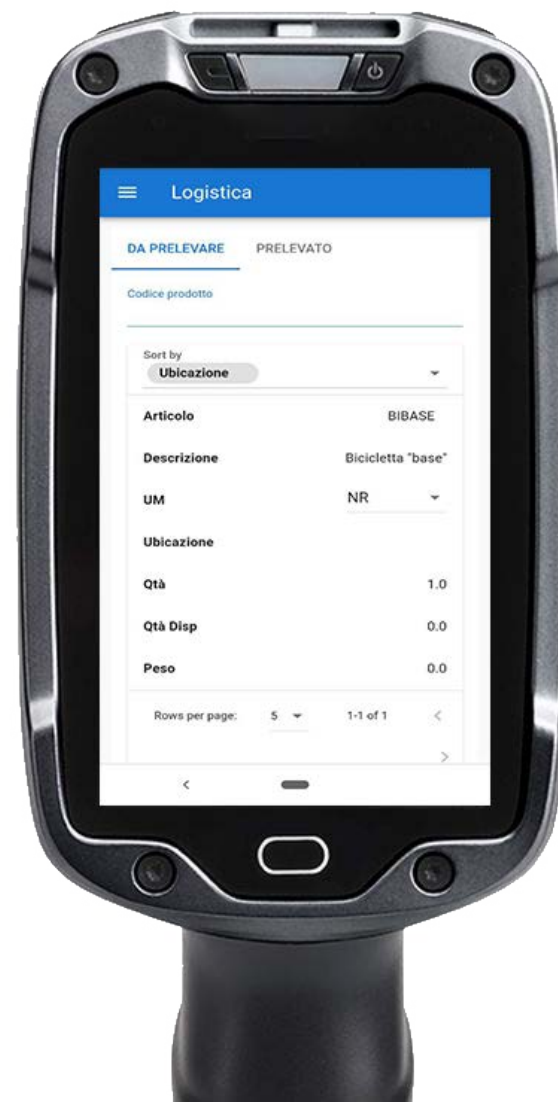 Logistica
DA PRELEVARE PRELEVATO
Codice prodotto
Sort by
Ubicazione
Articolo BIBASE
Descrizione Bicicletta "base"
UM NR
Ubicazione
Qtà 1.0
Qtà Disp 0.0
Peso 0.0
Rows per page: 5 1-1 of 1 <
>
<